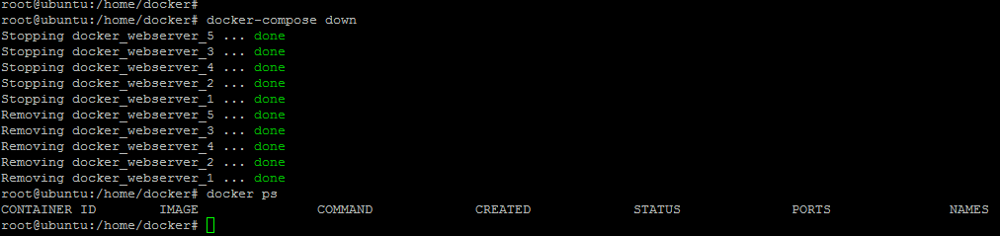 root@ubuntu:/home/docker#
root@ubuntu:/home/docker# docker-compose down
Stopping docker_webserver_5 ... done
Stopping docker_webserver_3 ... done
Stopping docker_webserver_4 ... done
Stopping docker_webserver_2 ... done
Stopping docker_webserver_1 ... done
Removing docker_webserver_5 ... done
Removing docker_webserver_3 ... done
Removing docker_webserver_4 ... done
Removing docker_webserver_2 ... done
Removing docker_webserver_1 ... done
root@ubuntu:/home/docker# docker ps
CONTAINER ID        IMAGE               COMMAND             CREATED             STATUS              PORTS               NAMES
root@ubuntu:/home/docker#